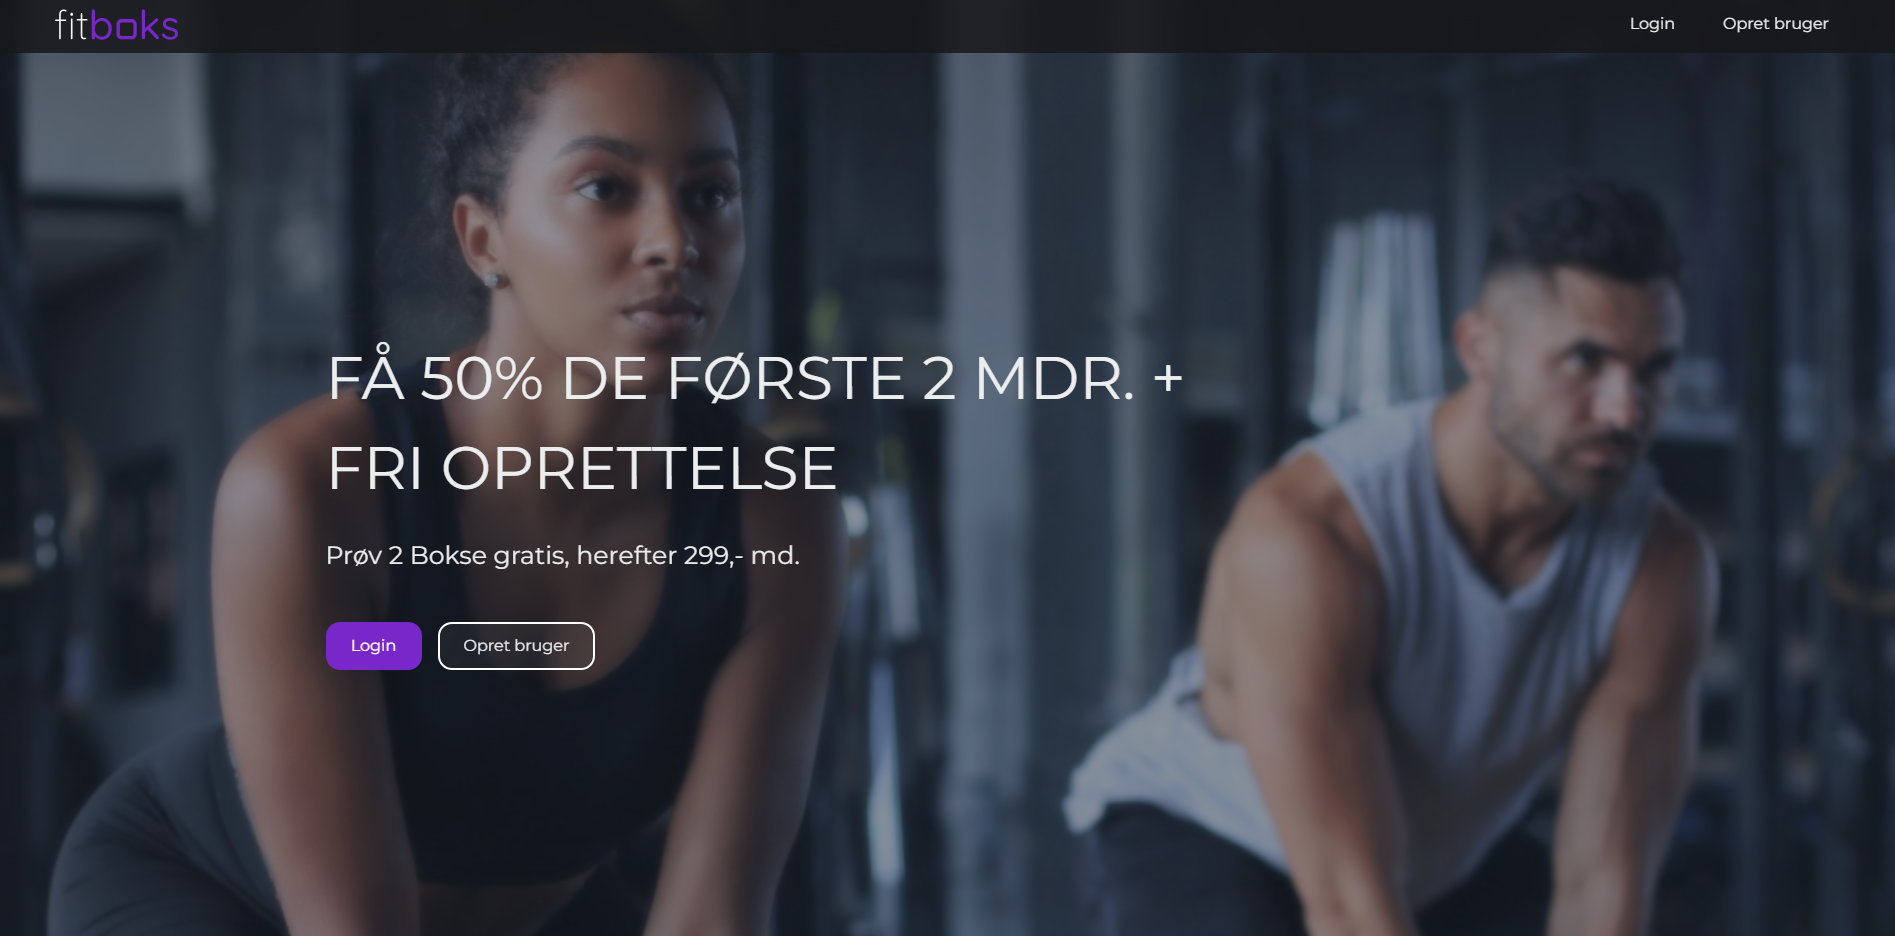 fitboks
Login
Opret bruger
FÅ 50% DE FØRSTE 2 MDR. +
FRI OPRETTELSE
Prøv 2 Bokse gratis, herefter 299,- md.
Login
Opret bruger